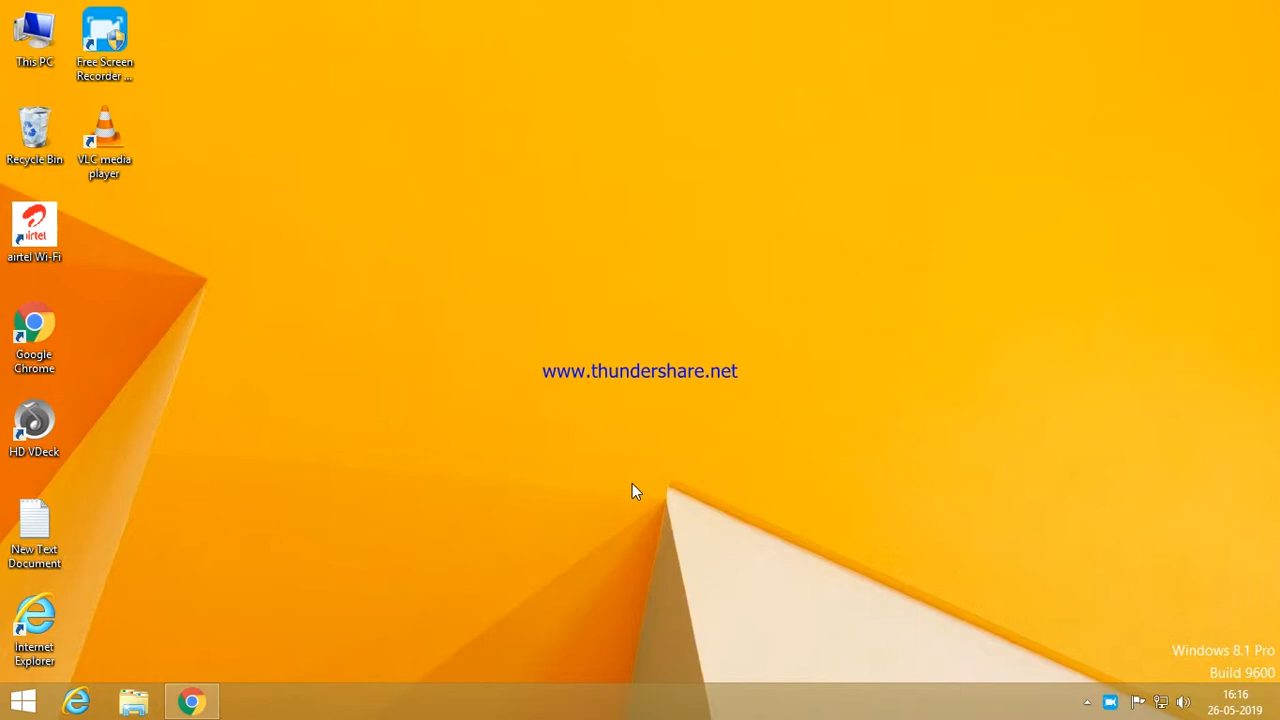 This PC
Free Screen
Recorder ...
Recycle Bin
VLC media
player
airtel
airtel Wi-Fi
Google
Chrome
HD VDeck
New Text
Document
Internet
Explorer
www.thundershare.net
Windows 8.1 Pro
Build 9600
16:16
26-05-2019